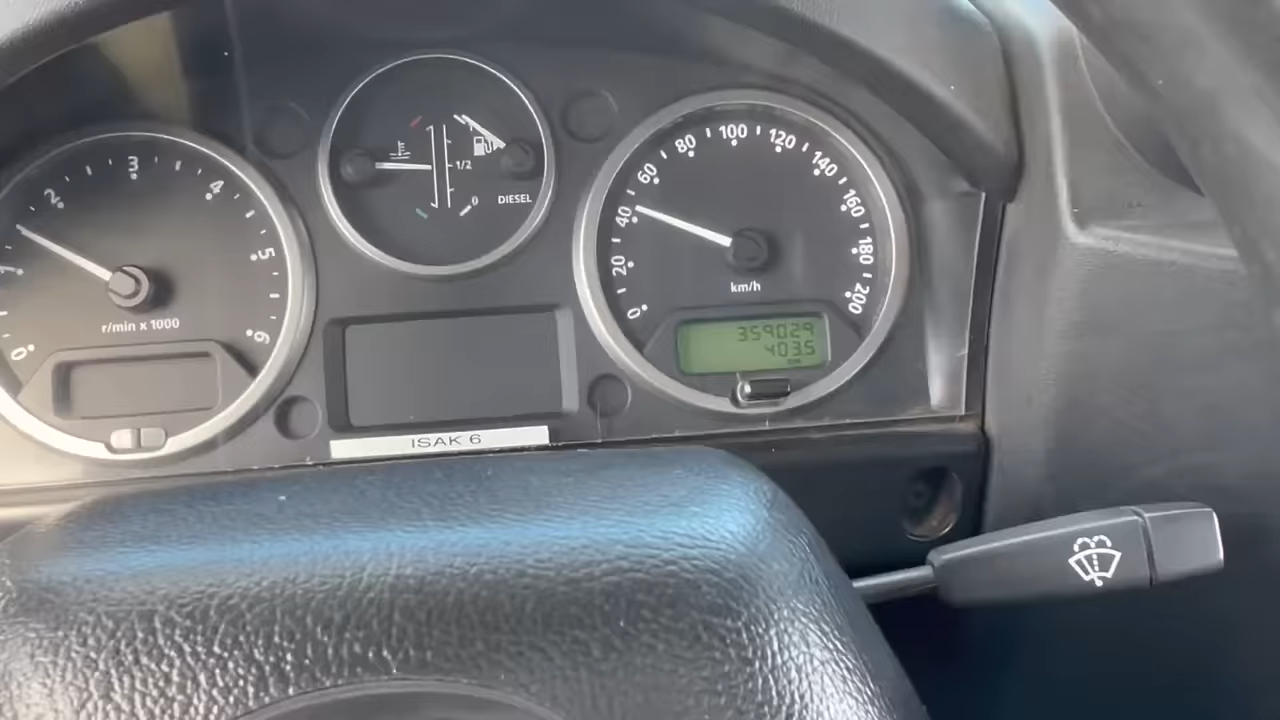 0 1 2 3 4 5 6
r/min x 1000
1/2
0
DIESEL
0 20 40 60 80 100 120 140 160 180 200
km/h
359029
403.5
ISAK 6